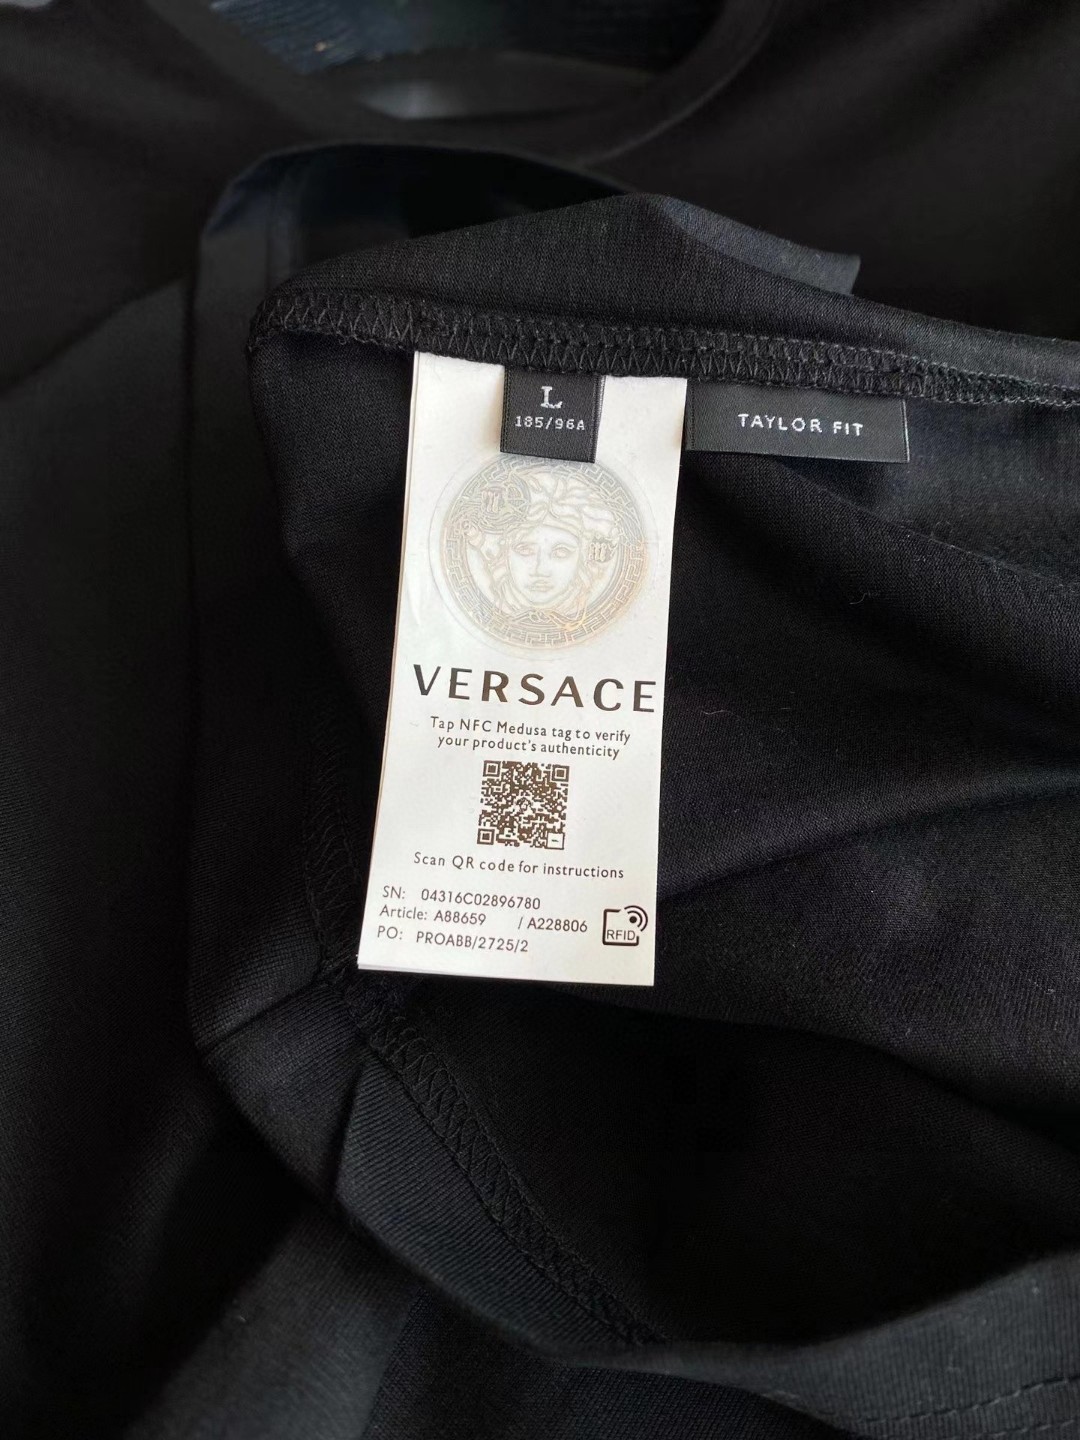 L
185/96A
TAYLOR FIT
VERSACE
Tap NFC Medusa tag to verify
your product's authenticity
Scan QR code for instructions
SN: 04316C02896780
Article: A88659 / A228806
PO: PROABB/2725/2
RFID